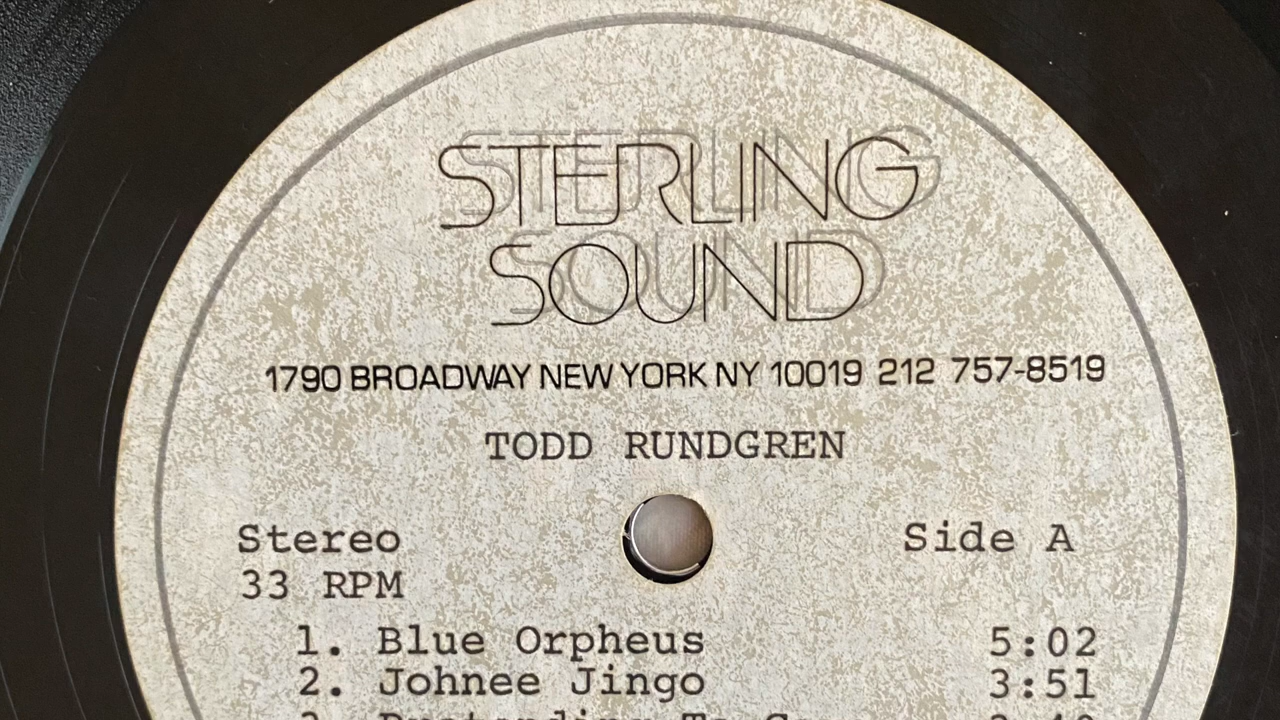 STERLING
SOUND
1790 BROADWAY NEW YORK NY 10019 212 757-8519
TODD RUNDGREN
Stereo
Side A
33 RPM
1. Blue Orpheus 5:02
2. Johnee Jingo 3:51